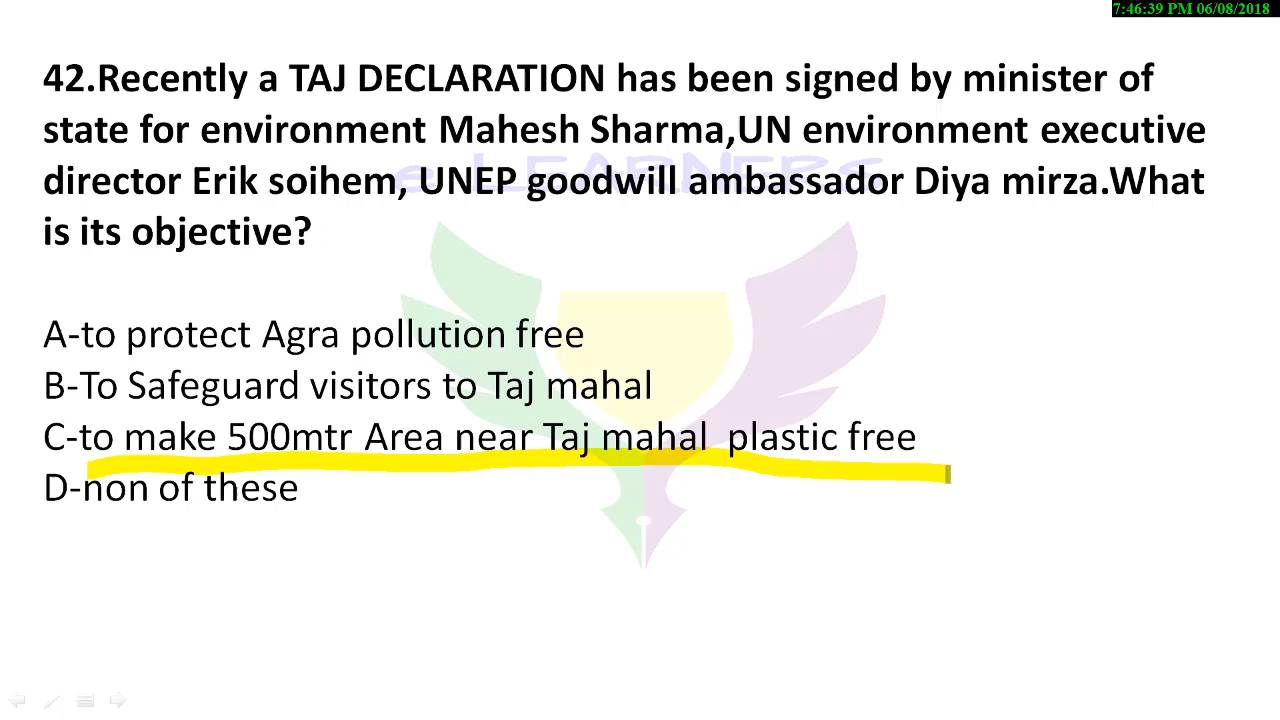 7:46:39 PM 06/08/2018
42.Recently a TAJ DECLARATION has been signed by minister of
state for environment Mahesh Sharma,UN environment executive
e LEARNERS
director Erik soihem, UNEP goodwill ambassador Diya mirza.What
is its objective?
A-to protect Agra pollution free
B-To Safeguard visitors to Taj mahal
C-to make 500mtr Area near Taj mahal  plastic free
D-non of these